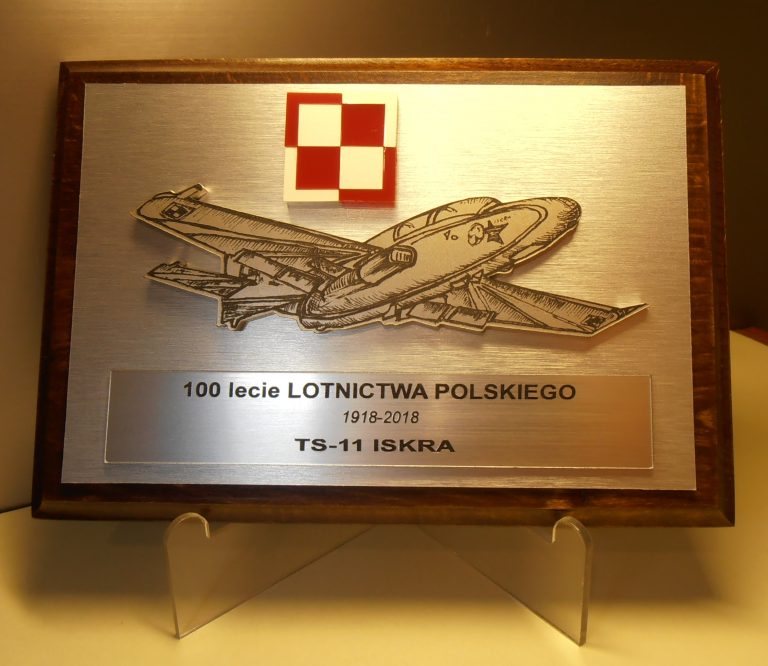 100 lecie LOTNICTWA POLSKIEGO
1918-2018
TS-11 ISKRA